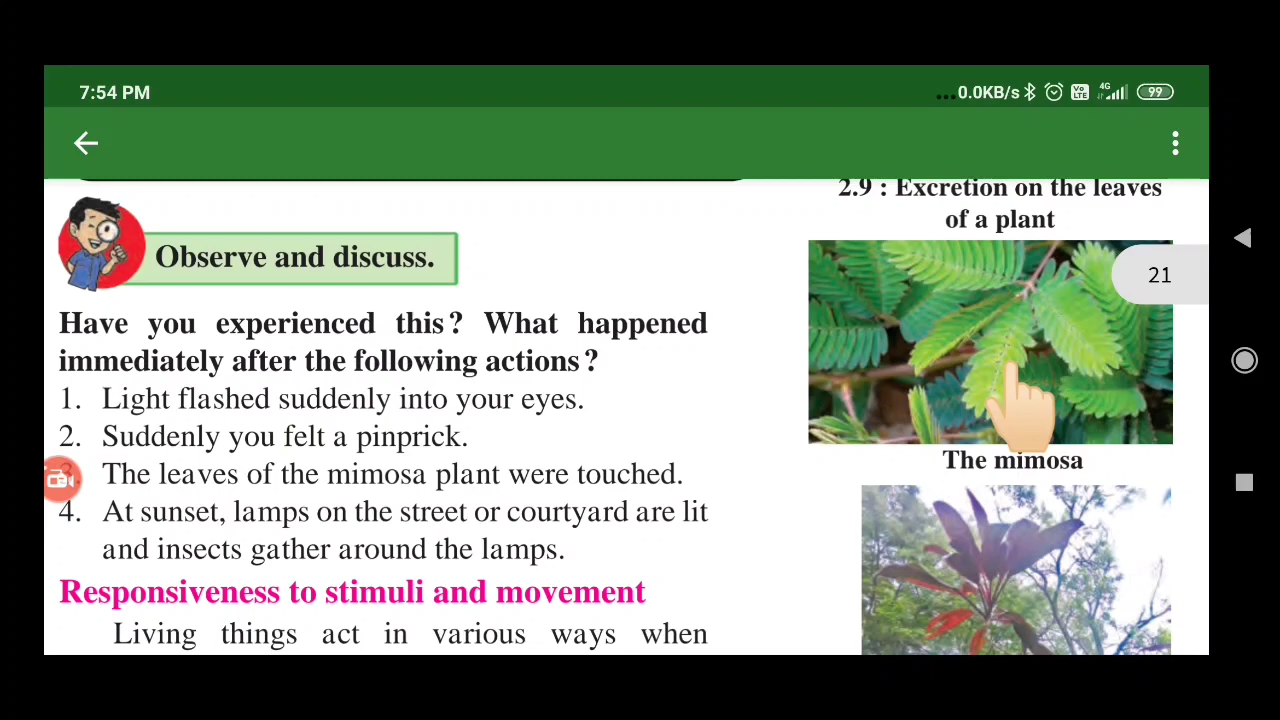 7:54 PM
...0.0KB/s
Vo
LTE
4G
99
Observe and discuss.
Have you experienced this? What happened
immediately after the following actions?
1. Light flashed suddenly into your eyes.
2. Suddenly you felt a pinprick.
The leaves of the mimosa plant were touched.
4. At sunset, lamps on the street or courtyard are lit
and insects gather around the lamps.
Responsiveness to stimuli and movement
Living things act in various ways when
2.9 : Excretion on the leaves
of a plant
21
The mimosa